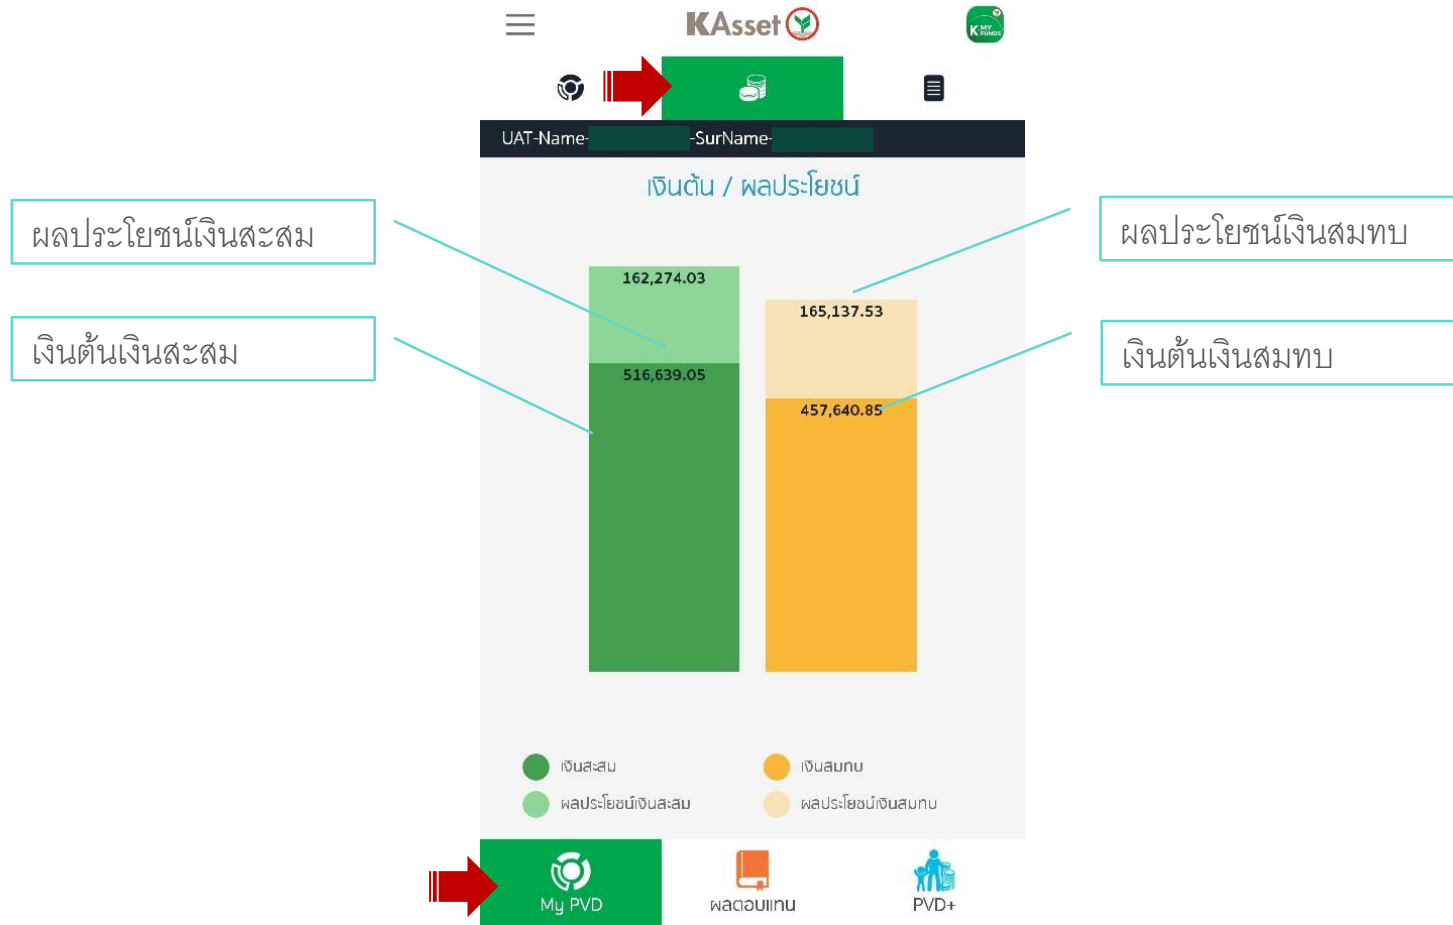 KAsset
K MY FUNDS
UAT-Name- -SurName-
เงินต้น / ผลประโยชน์
ผลประโยชน์เงินสะสม
ผลประโยชน์เงินสมทบ
162,274.03
165,137.53
เงินต้นเงินสะสม
เงินต้นเงินสมทบ
516,639.05
457,640.85
เงินสะสม
เงินสมทบ
ผลประโยชน์เงินสะสม
ผลประโยชน์เงินสมทบ
My PVD
ผลตอบแทน
PVD+